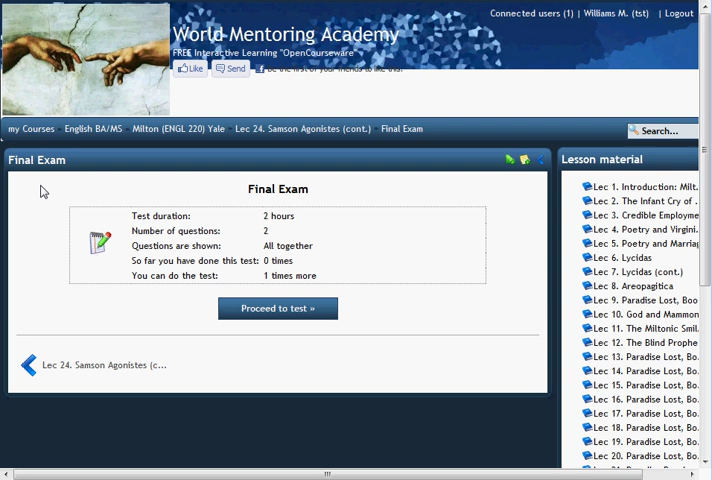 Connected users (1) | Williams M. (tst) | Logout
World Mentoring Academy
FREE Interactive Learning "OpenCourseware"
Like Send Be the first of your friends to like this.
my Courses » English BA/MS » Milton (ENGL 220) Yale » Lec 24. Samson Agonistes (cont.) » Final Exam
Search...
Final Exam
Final Exam
Test duration: 2 hours
Number of questions: 2
Questions are shown: All together
So far you have done this test: 0 times
You can do the test: 1 times more
Proceed to test »
Lec 24. Samson Agonistes (c...
Lesson material
Lec 1. Introduction: Milt.
Lec 2. The Infant Cry of .
Lec 3. Credible Employme
Lec 4. Poetry and Virgini.
Lec 5. Poetry and Marria
Lec 6. Lycidas
Lec 7. Lycidas (cont.)
Lec 8. Areopagitica
Lec 9. Paradise Lost, Boo
Lec 10. God and Mammon
Lec 11. The Miltonic Smil.
Lec 12. The Blind Prophe
Lec 13. Paradise Lost, Bo.
Lec 14. Paradise Lost, Bo.
Lec 15. Paradise Lost, Bo.
Lec 16. Paradise Lost, Bo.
Lec 17. Paradise Lost, Bo.
Lec 18. Paradise Lost, Bo.
Lec 19. Paradise Lost, Bo.
Lec 20. Paradise Lost, Bo.